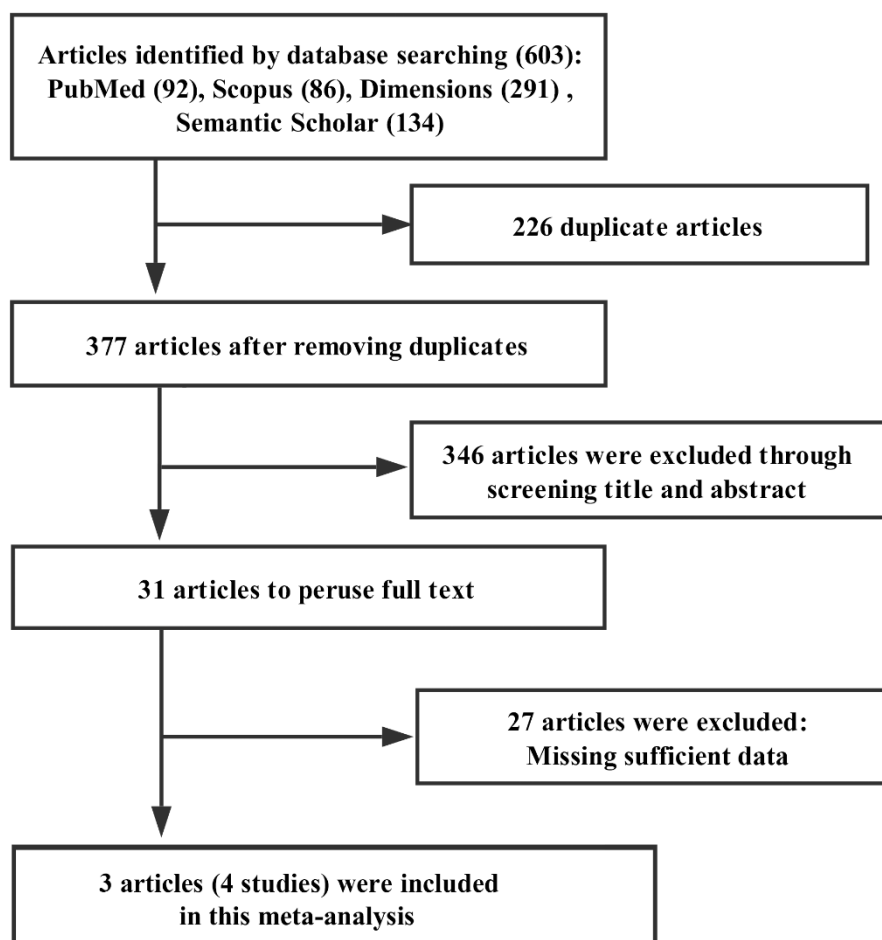 Articles identified by database searching (603):
PubMed (92), Scopus (86), Dimensions (291) ,
Semantic Scholar (134)
226 duplicate articles
377 articles after removing duplicates
346 articles were excluded through
screening title and abstract
31 articles to peruse full text
27 articles were excluded:
Missing sufficient data
3 articles (4 studies) were included
in this meta-analysis